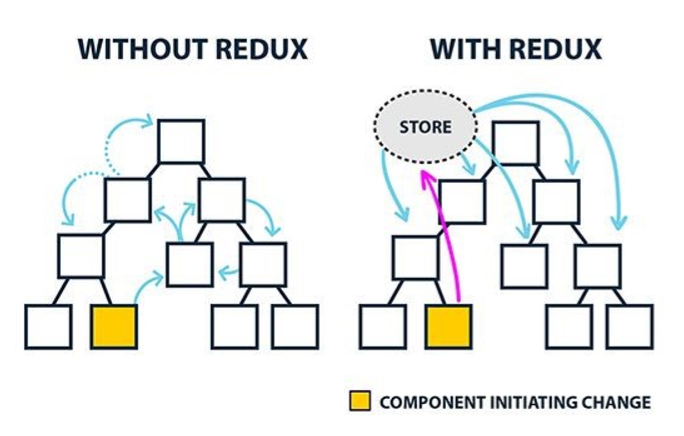 WITHOUT REDUX
WITH REDUX
STORE
COMPONENT INITIATING CHANGE